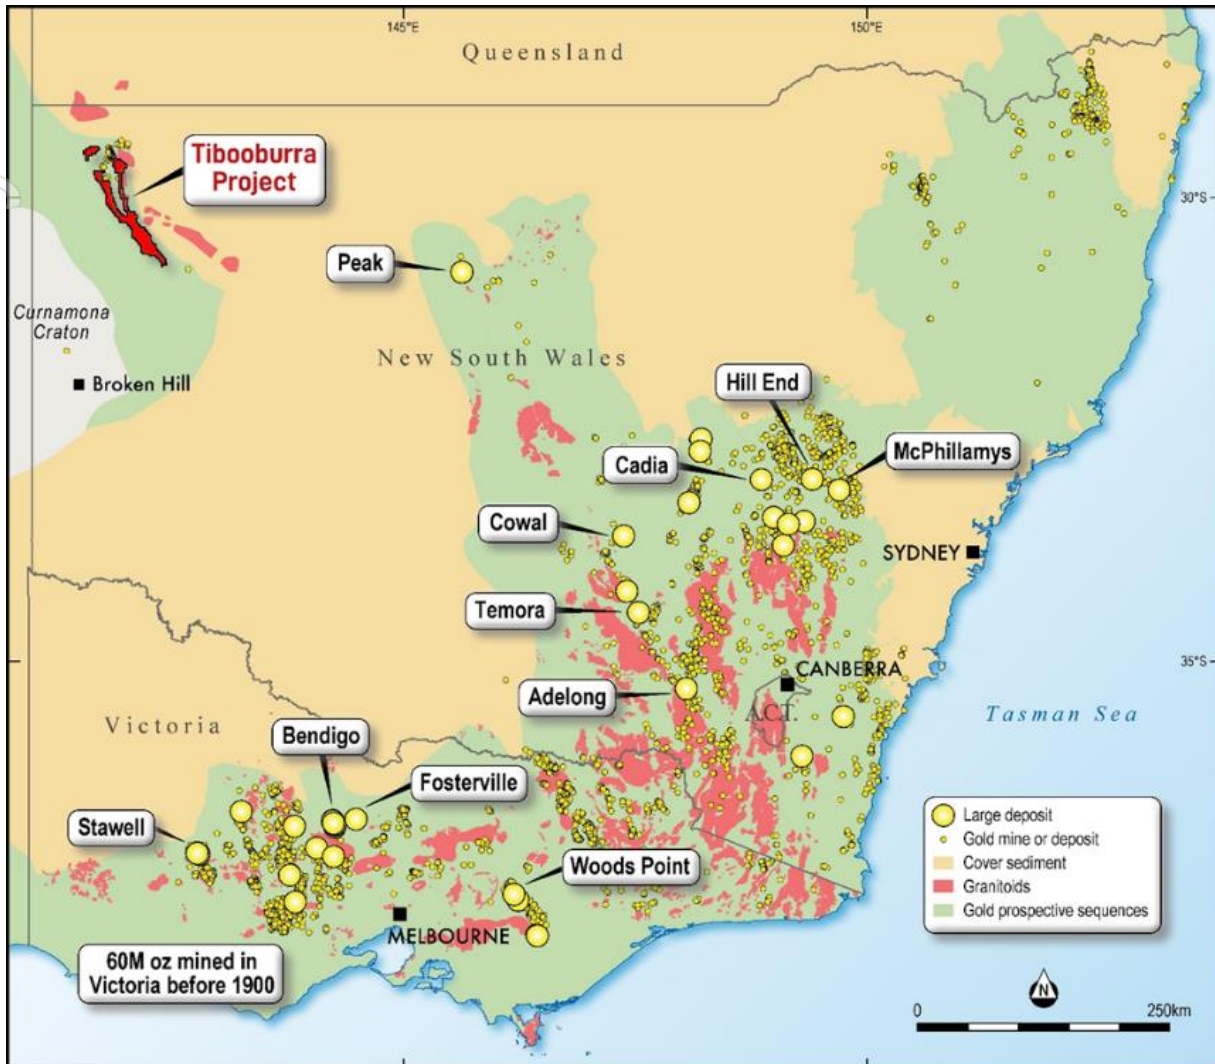 145°E
150°E
Queensland
Tibooburra
Project
30°S
Peak
Curnamona
Craton
New South Wales
Broken Hill
Hill End
McPhillamys
Cadia
Cowal
SYDNEY
Temora
35°S
CANBERRA
Adelong
A.C.T.
Tasman Sea
Victoria
Bendigo
Fosterville
Stawell
Woods Point
MELBOURNE
60M oz mined in
Victoria before 1900
Large deposit
Gold mine or deposit
Cover sediment
Granitoids
Gold prospective sequences
N
0
250km